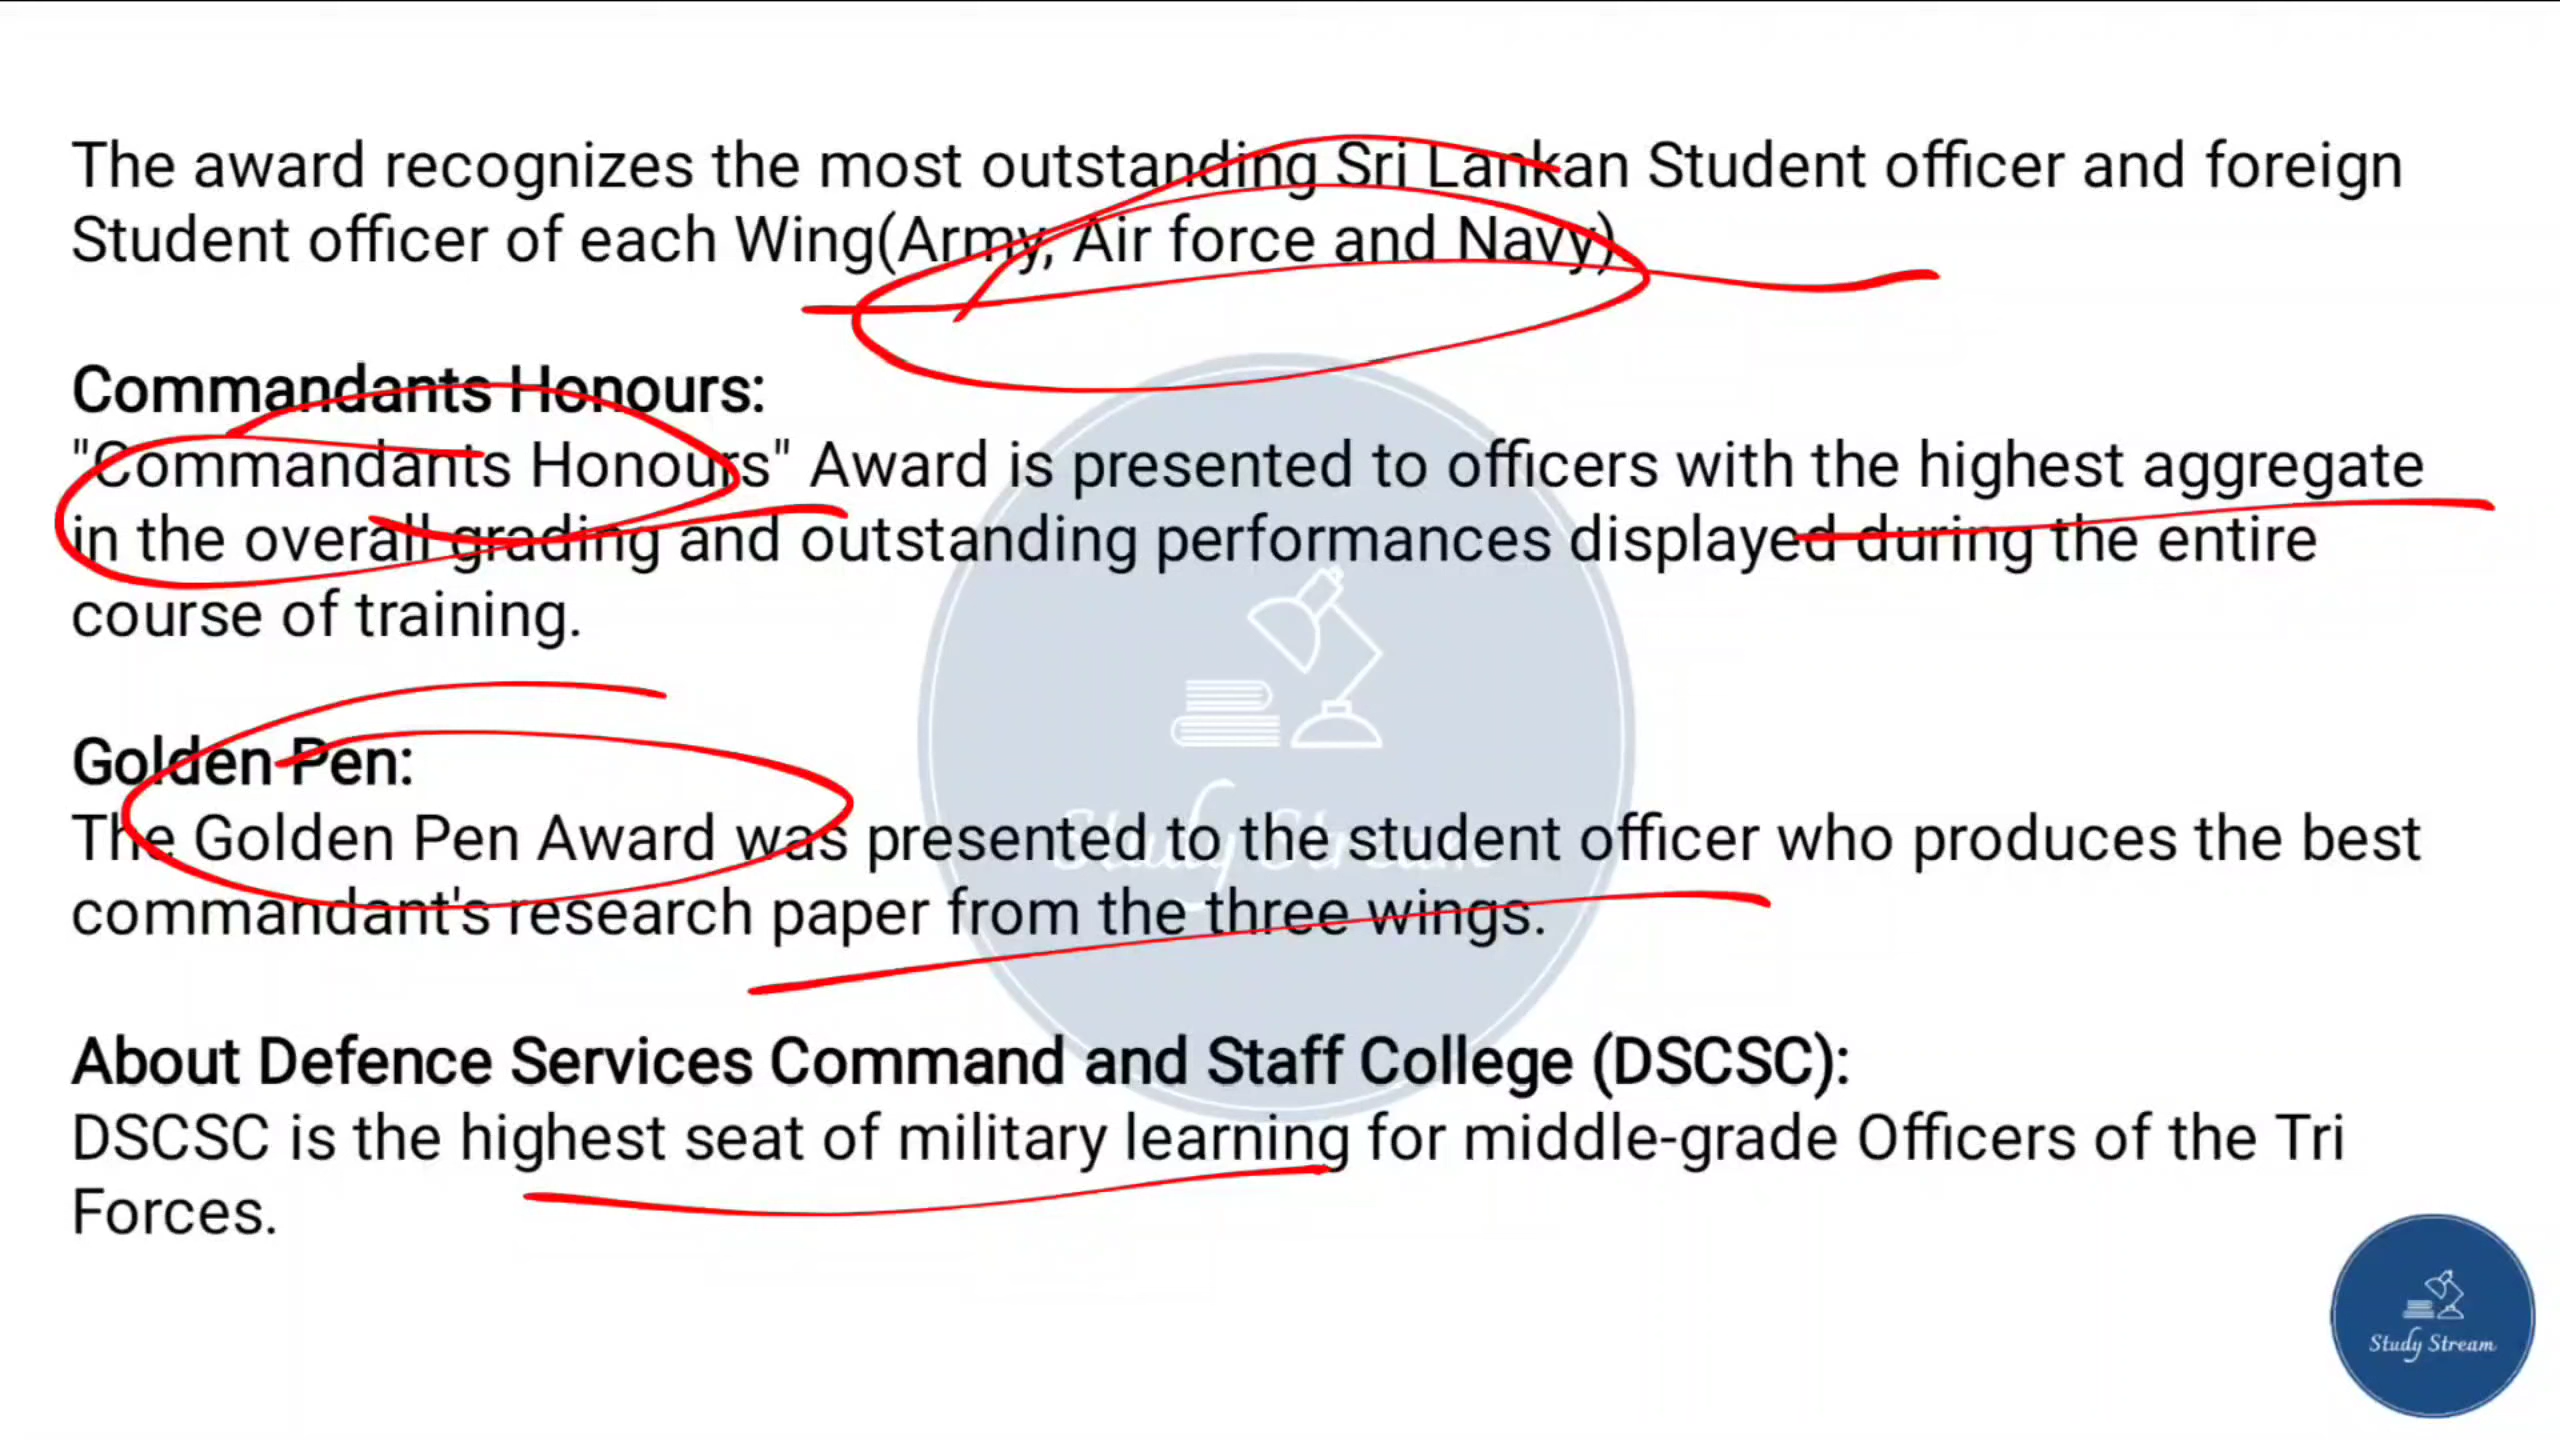 The award recognizes the most outstanding Sri Lankan Student officer and foreign
Student officer of each Wing(Army, Air force and Navy)
Commandants Honours:
"Commandants Honours" Award is presented to officers with the highest aggregate
in the overall grading and outstanding performances displayed during the entire
course of training.
Golden Pen:
The Golden Pen Award was presented to the student officer who produces the best
commandant's research paper from the three wings.
About Defence Services Command and Staff College (DSCSC):
DSCSC is the highest seat of military learning for middle-grade Officers of the Tri
Forces.
Study Stream
Study Stream